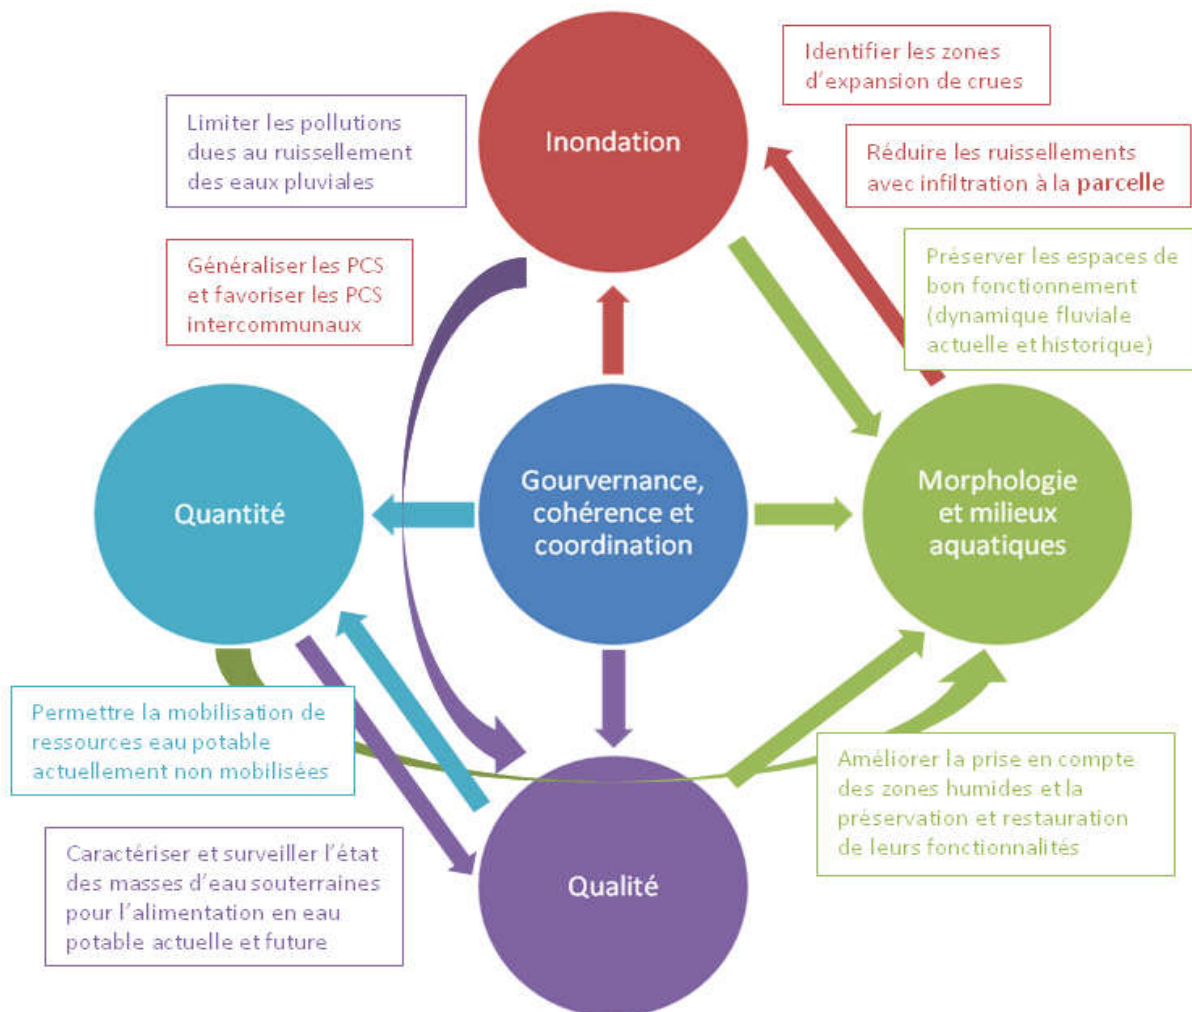 Identifier les zones
d'expansion de crues
Inondation
Limiter les pollutions
dues au ruissellement
des eaux pluviales
Réduire les ruissellements
avec infiltration à la parcelle
Généraliser les PCS
et favoriser les PCS
intercommunaux
Préserver les espaces de
bon fonctionnement
(dynamique fluviale
actuelle et historique)
Quantité
Gourvernance,
cohérence et
coordination
Morphologie
et milieux
aquatiques
Permettre la mobilisation de
ressources eau potable
actuellement non mobilisées
Améliorer la prise en compte
des zones humides et la
préservation et restauration
de leurs fonctionnalités
Caractériser et surveiller l'état
des masses d'eau souterraines
pour l'alimentation en eau
potable actuelle et future
Qualité